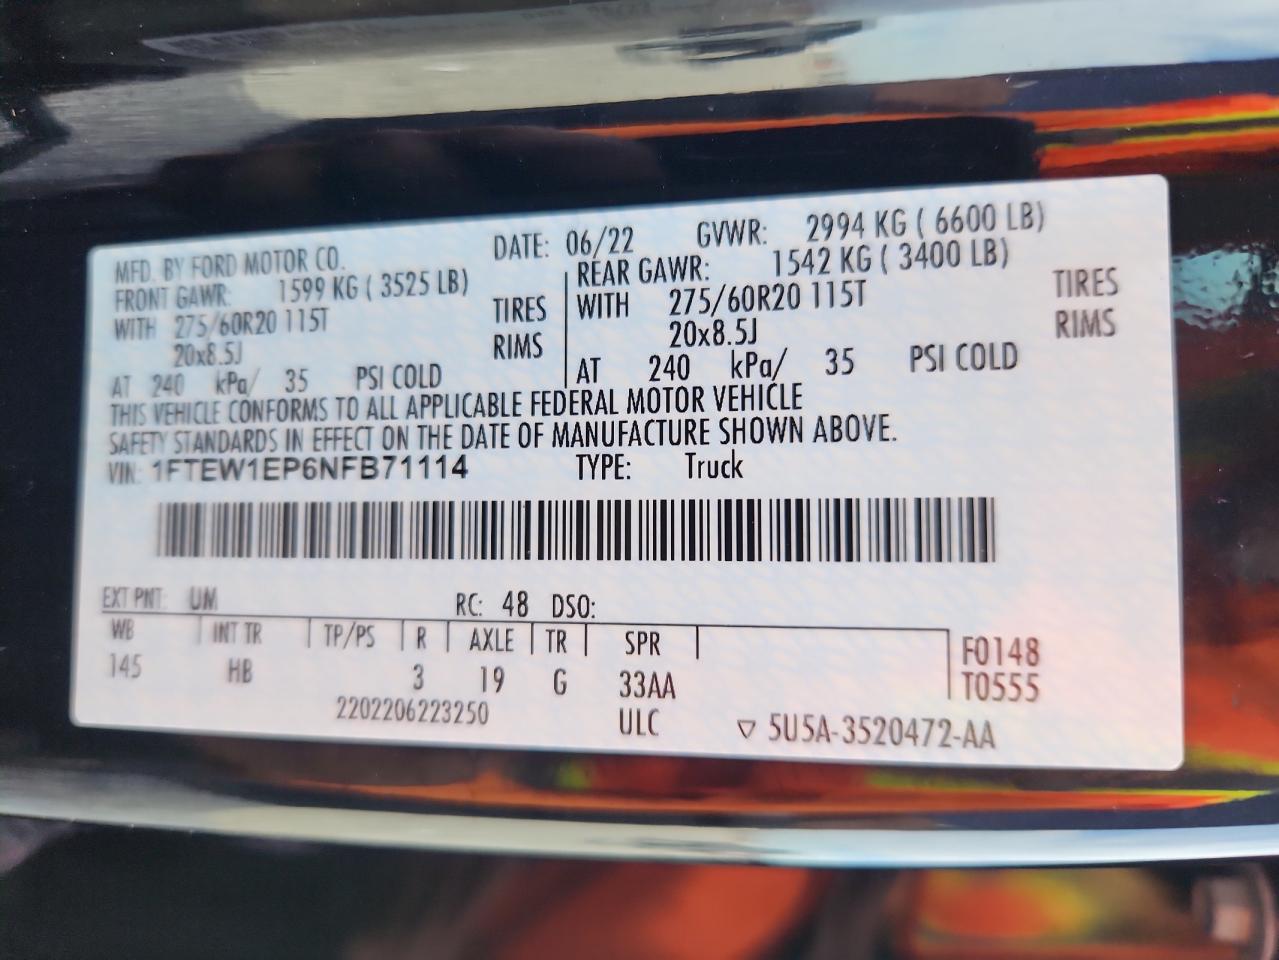 MFD. BY FORD MOTOR CO. DATE: 06/22 GVWR: 2994 KG ( 6600 LB)
FRONT GAWR: 1599 KG ( 3525 LB) REAR GAWR: 1542 KG ( 3400 LB)
WITH 275/60R20 115T TIRES WITH 275/60R20 115T TIRES
20x8.5J RIMS 20x8.5J RIMS
AT 240 kPa/ 35 PSI COLD AT 240 kPa/ 35 PSI COLD
THIS VEHICLE CONFORMS TO ALL APPLICABLE FEDERAL MOTOR VEHICLE
SAFETY STANDARDS IN EFFECT ON THE DATE OF MANUFACTURE SHOWN ABOVE.
VIN: 1FTEW1EP6NFB71114 TYPE: Truck
EXT PNT: UM RC: 48 DSO:
WB INT TR TP/PS R AXLE TR SPR F0148
145 HB 3 19 G 33AA T0555
2202206223250 ULC ▽ 5U5A-3520472-AA